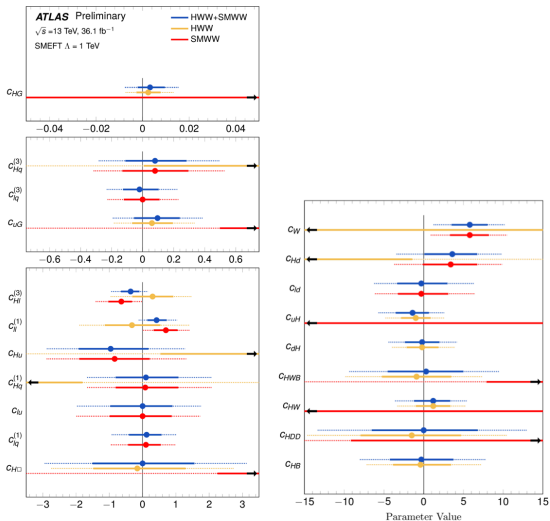 ATLAS Preliminary
√s =13 TeV, 36.1 fb⁻¹
SMEFT Λ = 1 TeV
HWW+SMWW
HWW
SMWW
c_HG
−0.04 −0.02 0 0.02 0.04
c_Hq^(3)
c_lq^(3)
c_uG
−0.6 −0.4 −0.2 0 0.2 0.4 0.6
c_Hl^(3)
c_ll^(1)
c_Hu
c_Hq^(1)
c_lu
c_lq^(1)
c_H□
−3 −2 −1 0 1 2 3
c_W
c_Hd
c_ld
c_uH
c_dH
c_HWB
c_HW
c_HDD
c_HB
−15 −10 −5 0 5 10 15
Parameter Value